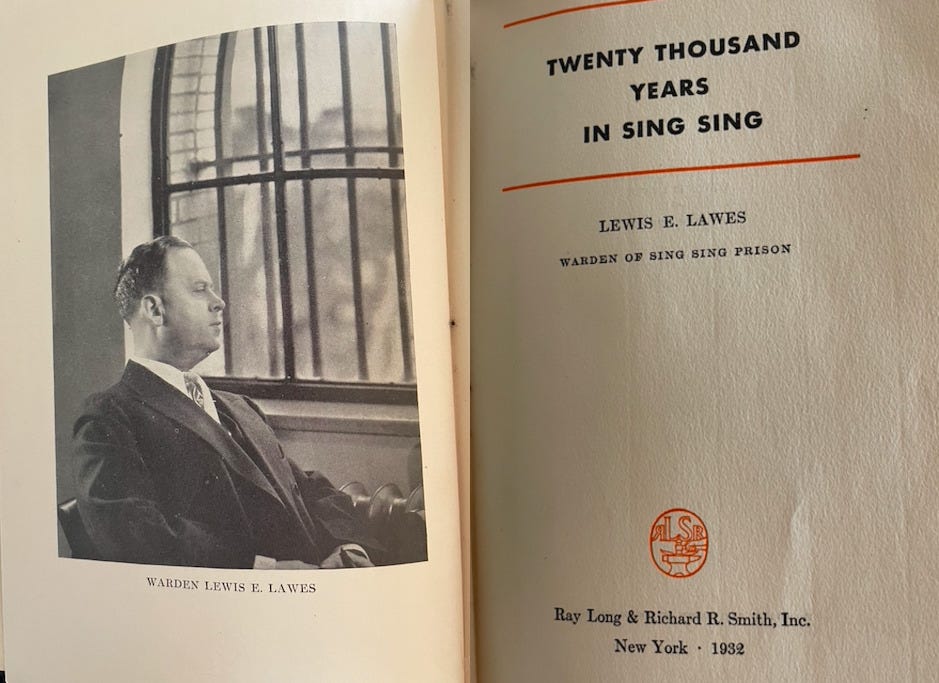 WARDEN LEWIS E. LAWES
TWENTY THOUSAND
YEARS
IN SING SING
LEWIS E. LAWES
WARDEN OF SING SING PRISON
RLSR
Ray Long & Richard R. Smith, Inc.
New York · 1932